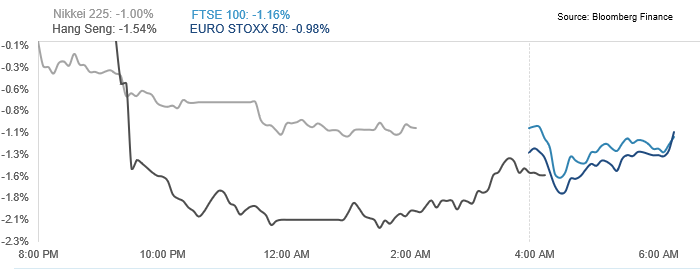 Nikkei 225: -1.00% FTSE 100: -1.16%
Source: Bloomberg Finance
Hang Seng: -1.54% EURO STOXX 50: -0.98%
-0.1%
-0.3%
-0.6%
-0.8%
-1.1%
-1.3%
-1.6%
-1.8%
-2.1%
-2.3%
8:00 PM 10:00 PM 12:00 AM 2:00 AM 4:00 AM 6:00 AM